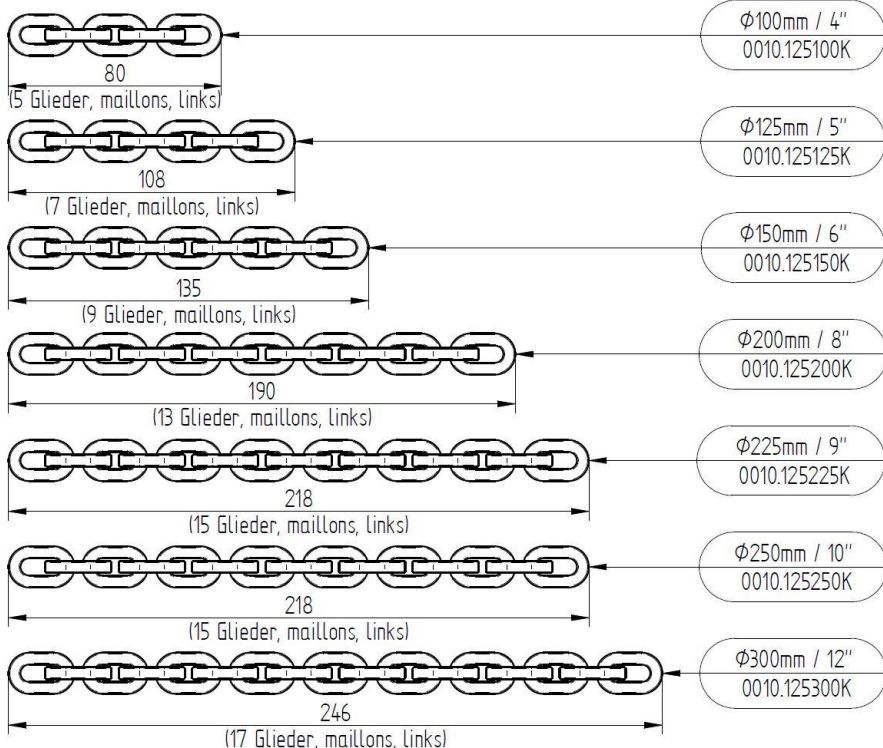 Φ100mm / 4''
0010.125100K
80
(5 Glieder, maillons, links)
Φ125mm / 5''
0010.125125K
108
(7 Glieder, maillons, links)
Φ150mm / 6''
0010.125150K
135
(9 Glieder, maillons, links)
Φ200mm / 8''
0010.125200K
190
(13 Glieder, maillons, links)
Φ225mm / 9''
0010.125225K
218
(15 Glieder, maillons, links)
Φ250mm / 10''
0010.125250K
218
(15 Glieder, maillons, links)
Φ300mm / 12''
0010.125300K
246
(17 Glieder, maillons, links)